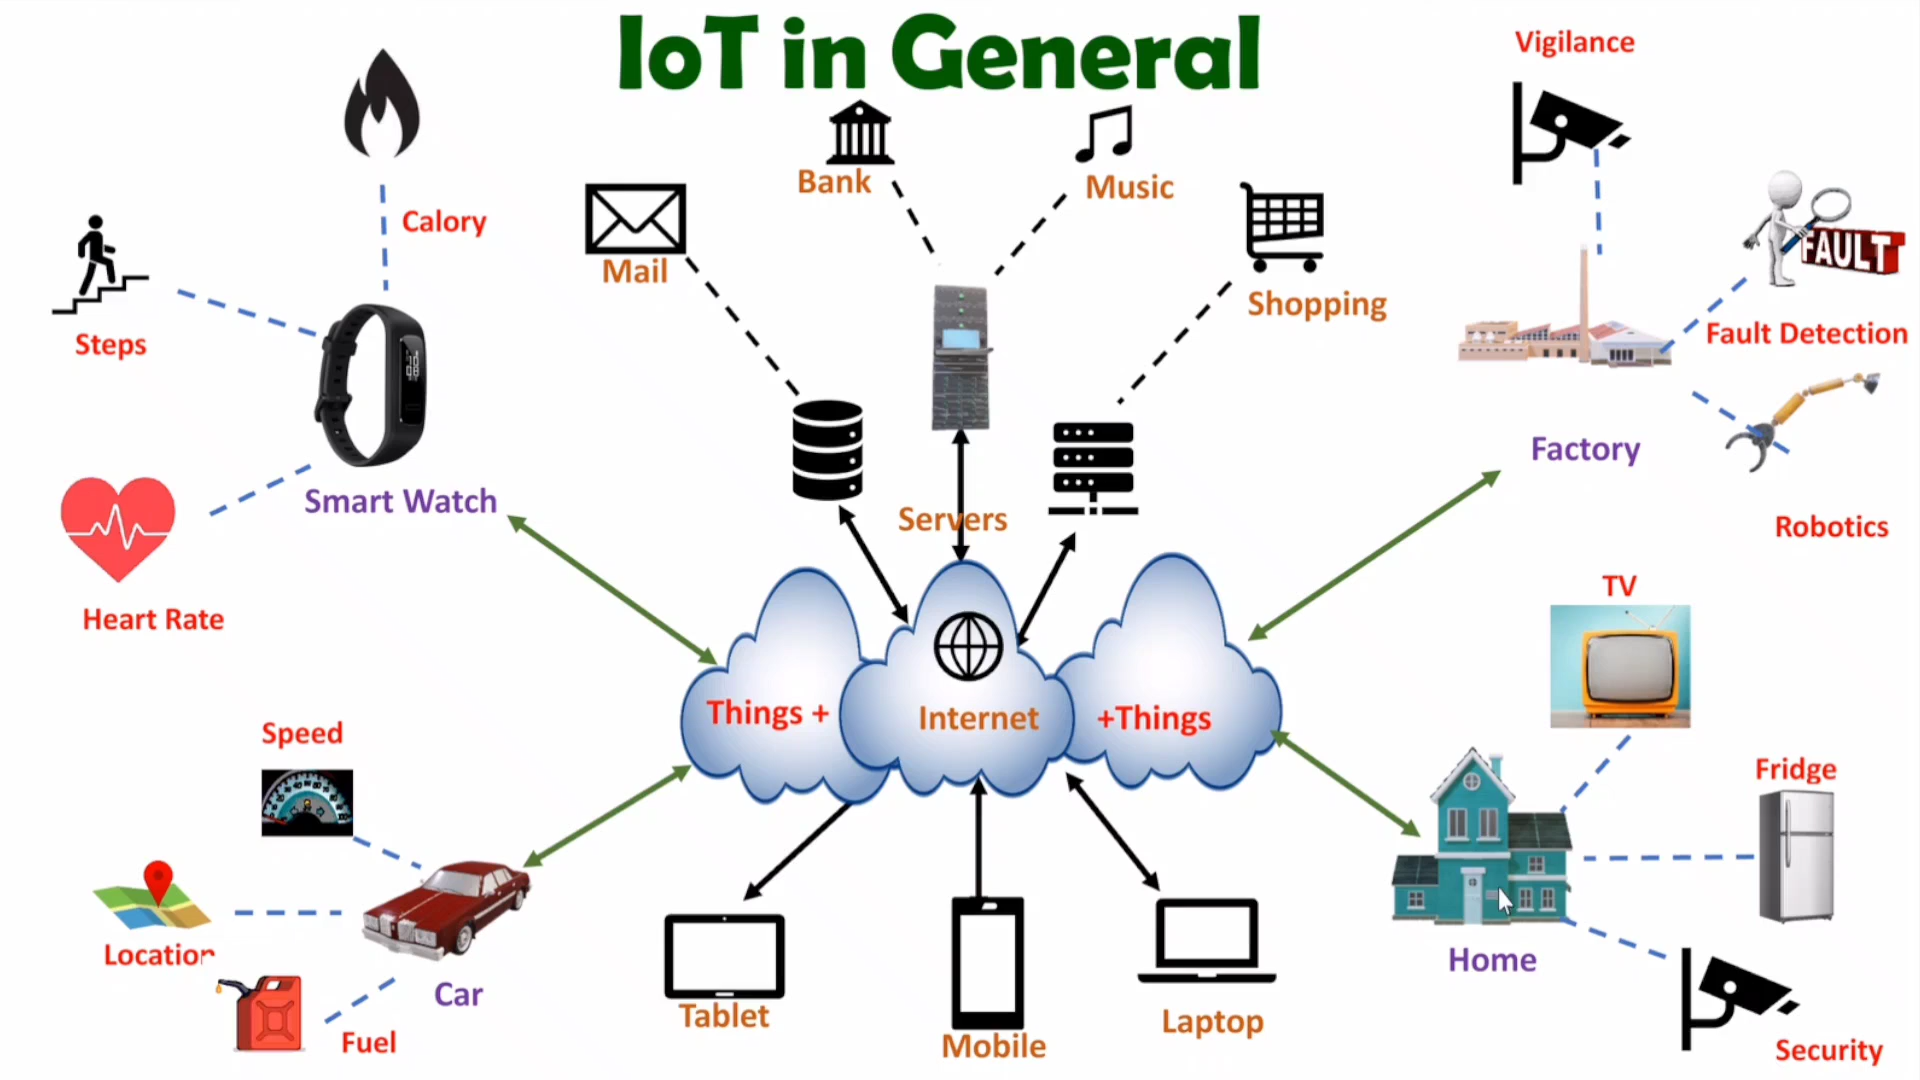 IoT in General
Vigilance
Bank
Music
Calory
Mail
Shopping
FAULT
Steps
Fault Detection
Factory
Smart Watch
Servers
Robotics
Heart Rate
TV
Things +
Internet
+Things
Speed
Fridge
Location
Home
Car
Tablet
Laptop
Fuel
Mobile
Security